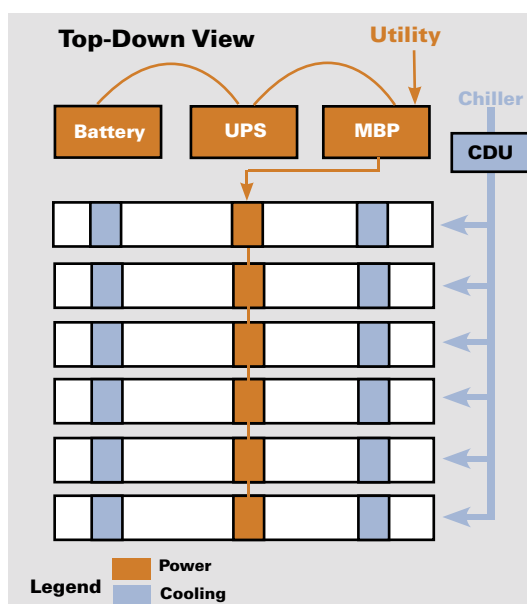 Top-Down View
Utility
Battery
UPS
MBP
Chiller
CDU
Legend
Power
Cooling